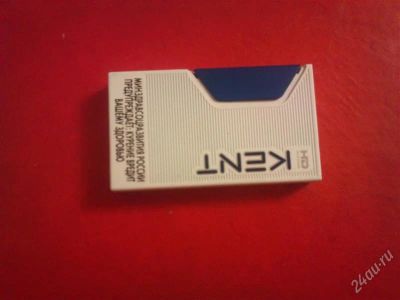 HD
KENT
МИНЗДРАВСОЦРАЗВИТИЯ РОССИИ
ПРЕДУПРЕЖДАЕТ: КУРЕНИЕ ВРЕДИТ
ВАШЕМУ ЗДОРОВЬЮ
24au.ru